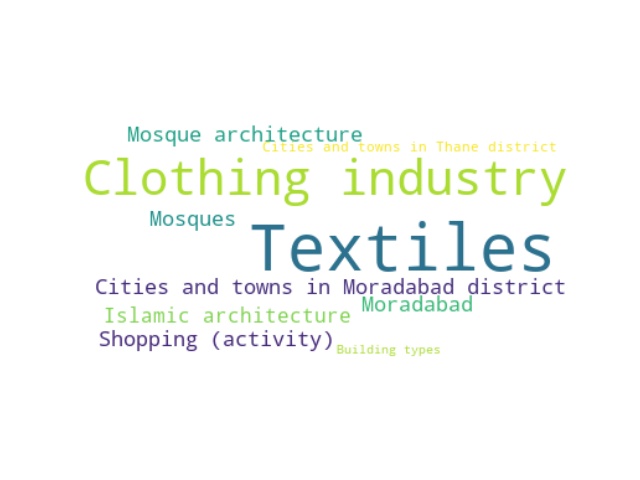 Mosque architecture
Cities and towns in Thane district
Clothing industry
Mosques
Textiles
Cities and towns in Moradabad district
Moradabad
Islamic architecture
Shopping (activity)
Building types